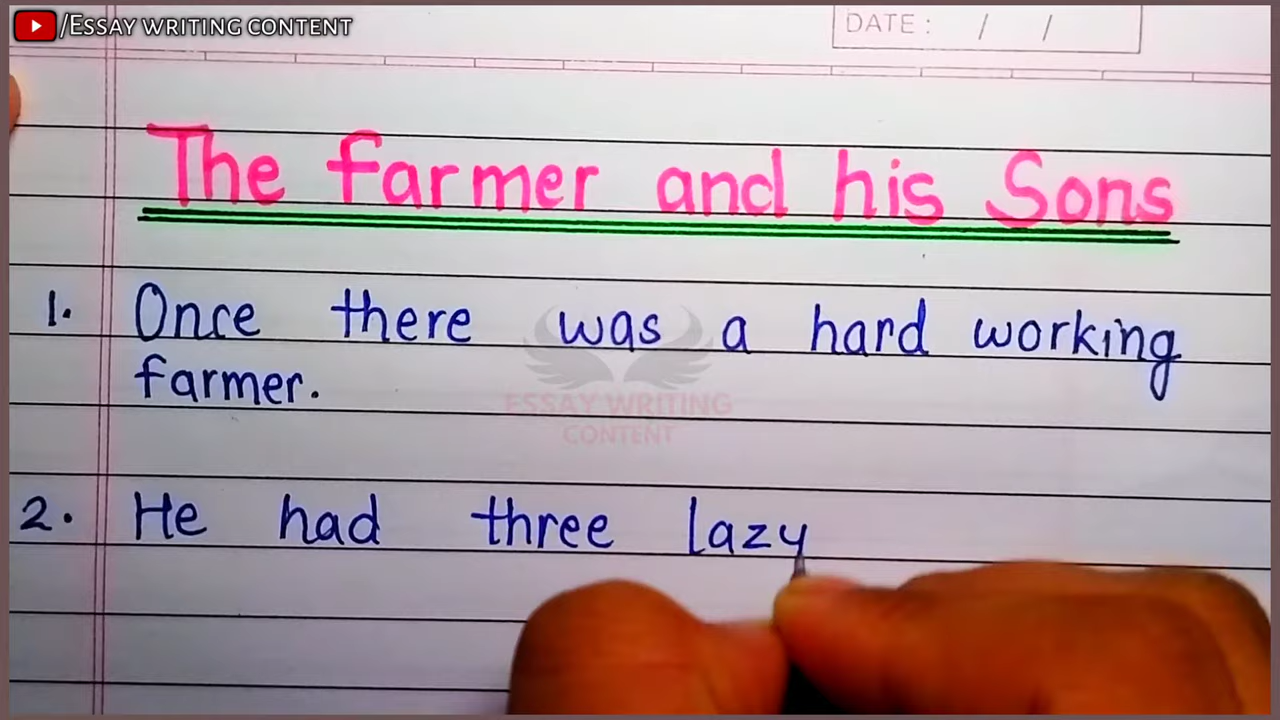 /Essay writing content
DATE : / /
The farmer and his Sons
1. Once there was a hard working
farmer.
ESSAY WRITING
CONTENT
2. He had three lazy